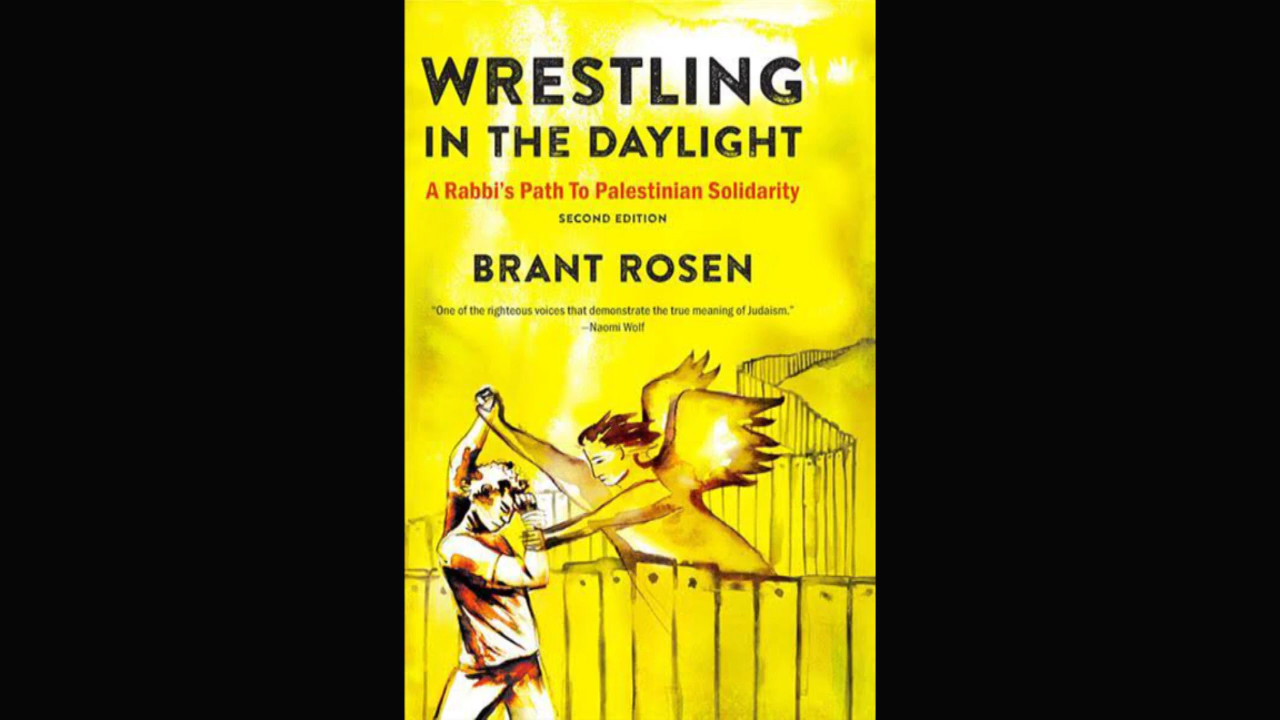 WRESTLING
IN THE DAYLIGHT
A Rabbi's Path To Palestinian Solidarity
SECOND EDITION
BRANT ROSEN
“One of the righteous voices that demonstrate the true meaning of Judaism.”
—Naomi Wolf